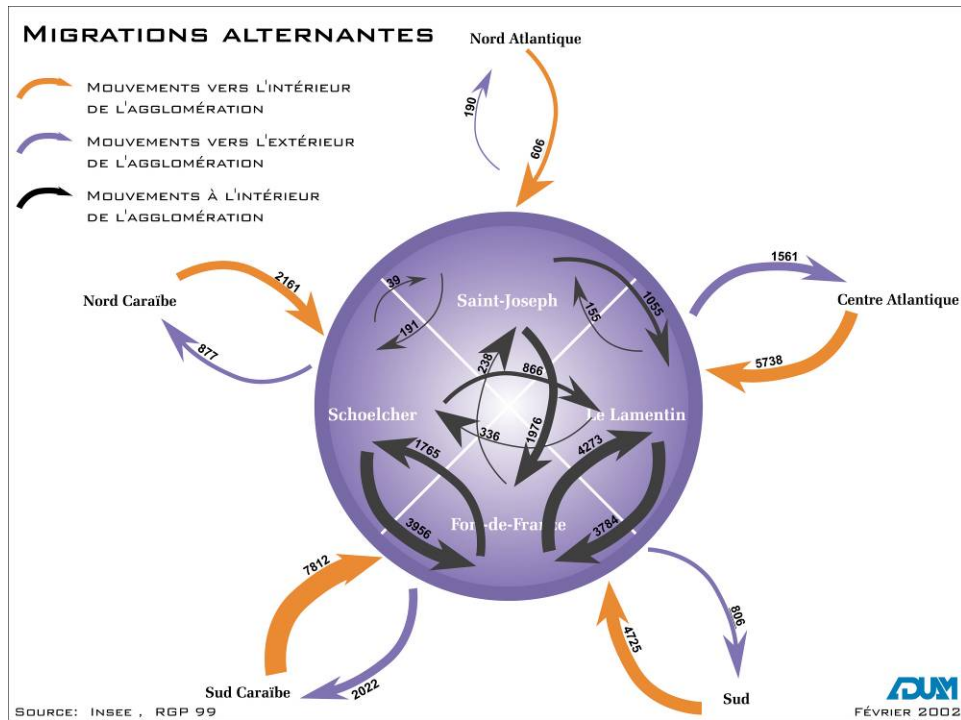 Migrations alternantes
Mouvements vers l'intérieur
de l'agglomération
Mouvements vers l'extérieur
de l'agglomération
Mouvements à l'intérieur
de l'agglomération
Nord Atlantique
190
606
Nord Caraïbe
2161
877
Centre Atlantique
1561
5738
Saint-Joseph
39
191
155
1055
238
866
Schoelcher
Le Lamentin
336
1976
1765
4273
3956
Fort-de-France
3784
7812
2022
Sud Caraïbe
4725
806
Sud
Source: Insee , RGP 99
ADUAM
Février 2002